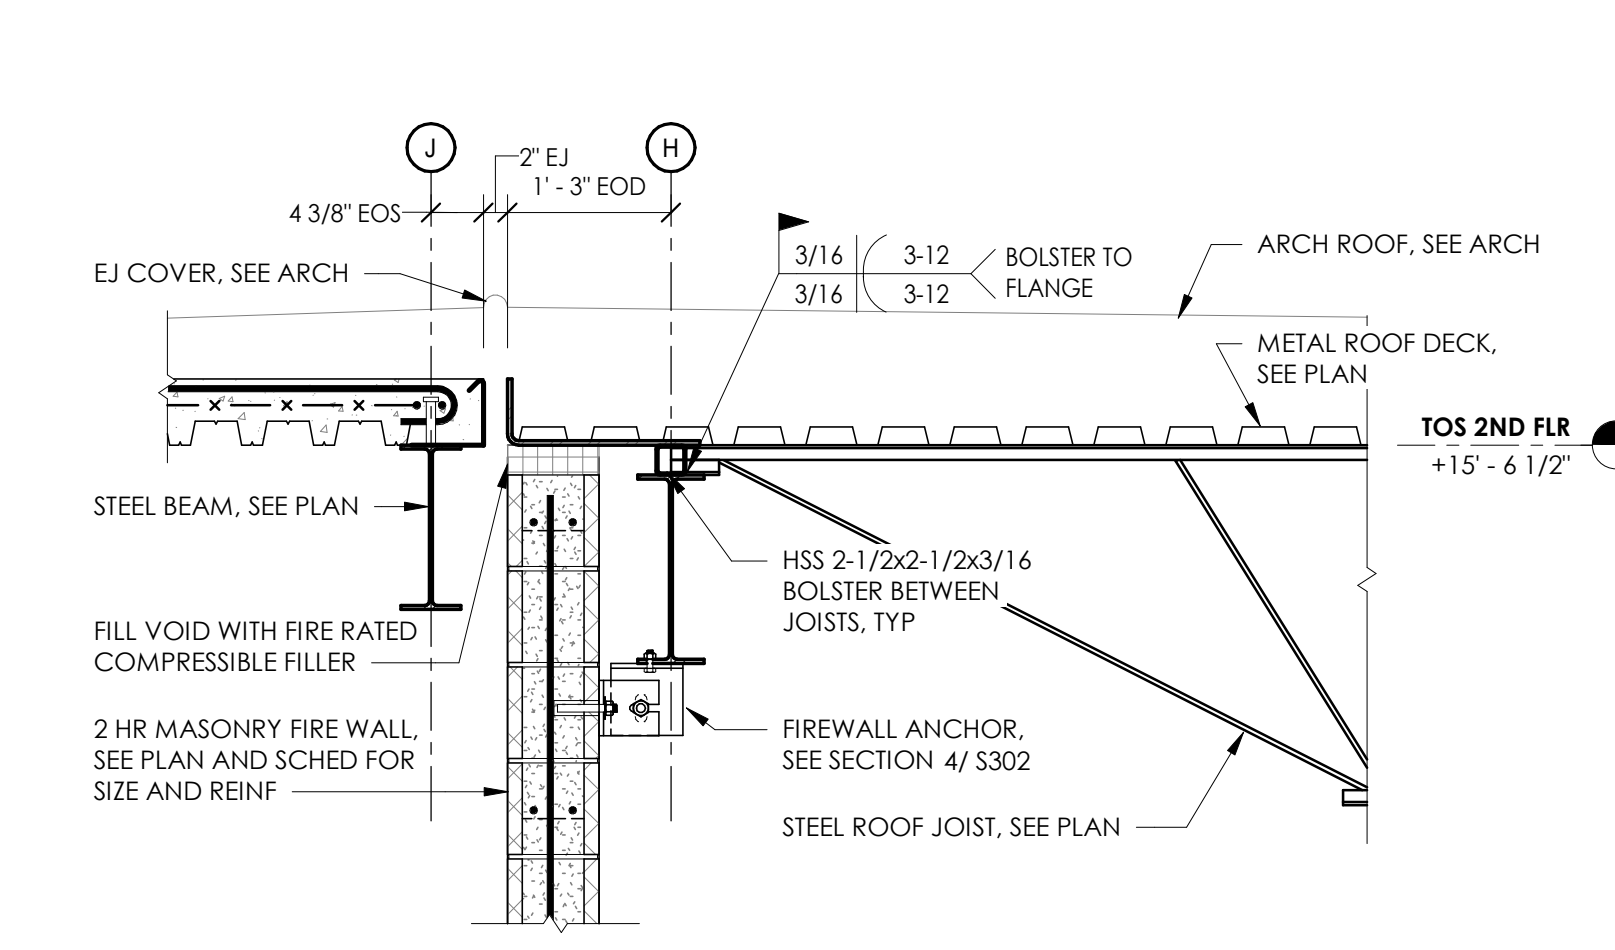 J
H
2" EJ
1' - 3" EOD
4 3/8" EOS
EJ COVER, SEE ARCH
3/16
3-12
3/16
3-12
BOLSTER TO
FLANGE
ARCH ROOF, SEE ARCH
METAL ROOF DECK,
SEE PLAN
TOS 2ND FLR
+15' - 6 1/2"
STEEL BEAM, SEE PLAN
HSS 2-1/2x2-1/2x3/16
BOLSTER BETWEEN
JOISTS, TYP
FILL VOID WITH FIRE RATED
COMPRESSIBLE FILLER
2 HR MASONRY FIRE WALL,
SEE PLAN AND SCHED FOR
SIZE AND REINF
FIREWALL ANCHOR,
SEE SECTION 4/ S302
STEEL ROOF JOIST, SEE PLAN